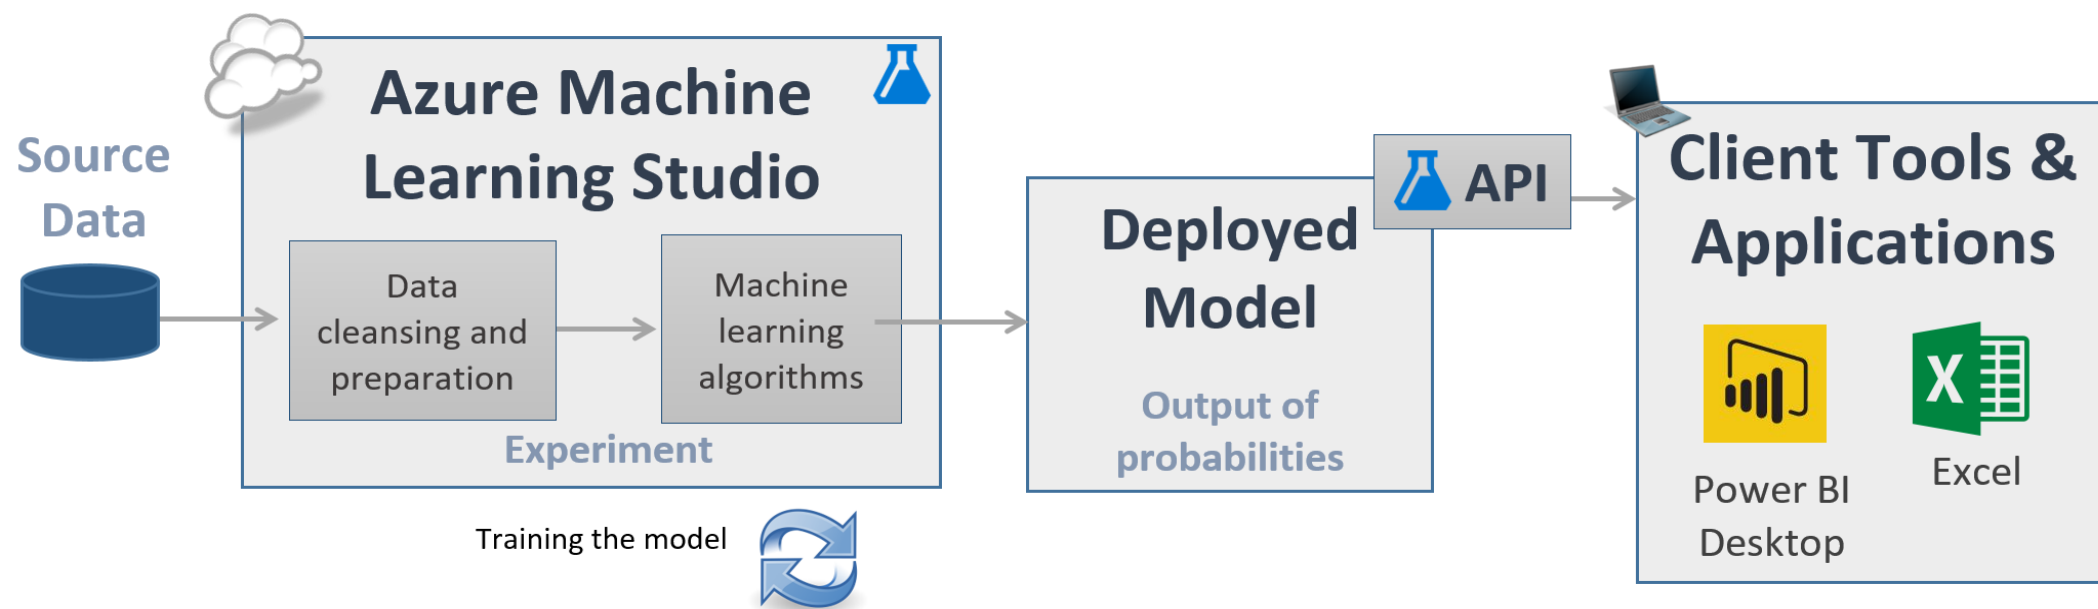 Source
Data
Azure Machine
Learning Studio
Data
cleansing and
preparation
Machine
learning
algorithms
Experiment
Training the model
Deployed
Model
Output of
probabilities
API
Client Tools &
Applications
X
Power BI
Desktop
Excel